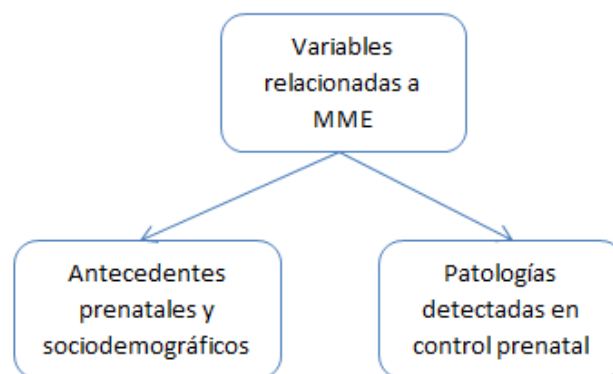 Variables
relacionadas a
MME
Antecedentes
prenatales y
sociodemográficos
Patologías
detectadas en
control prenatal